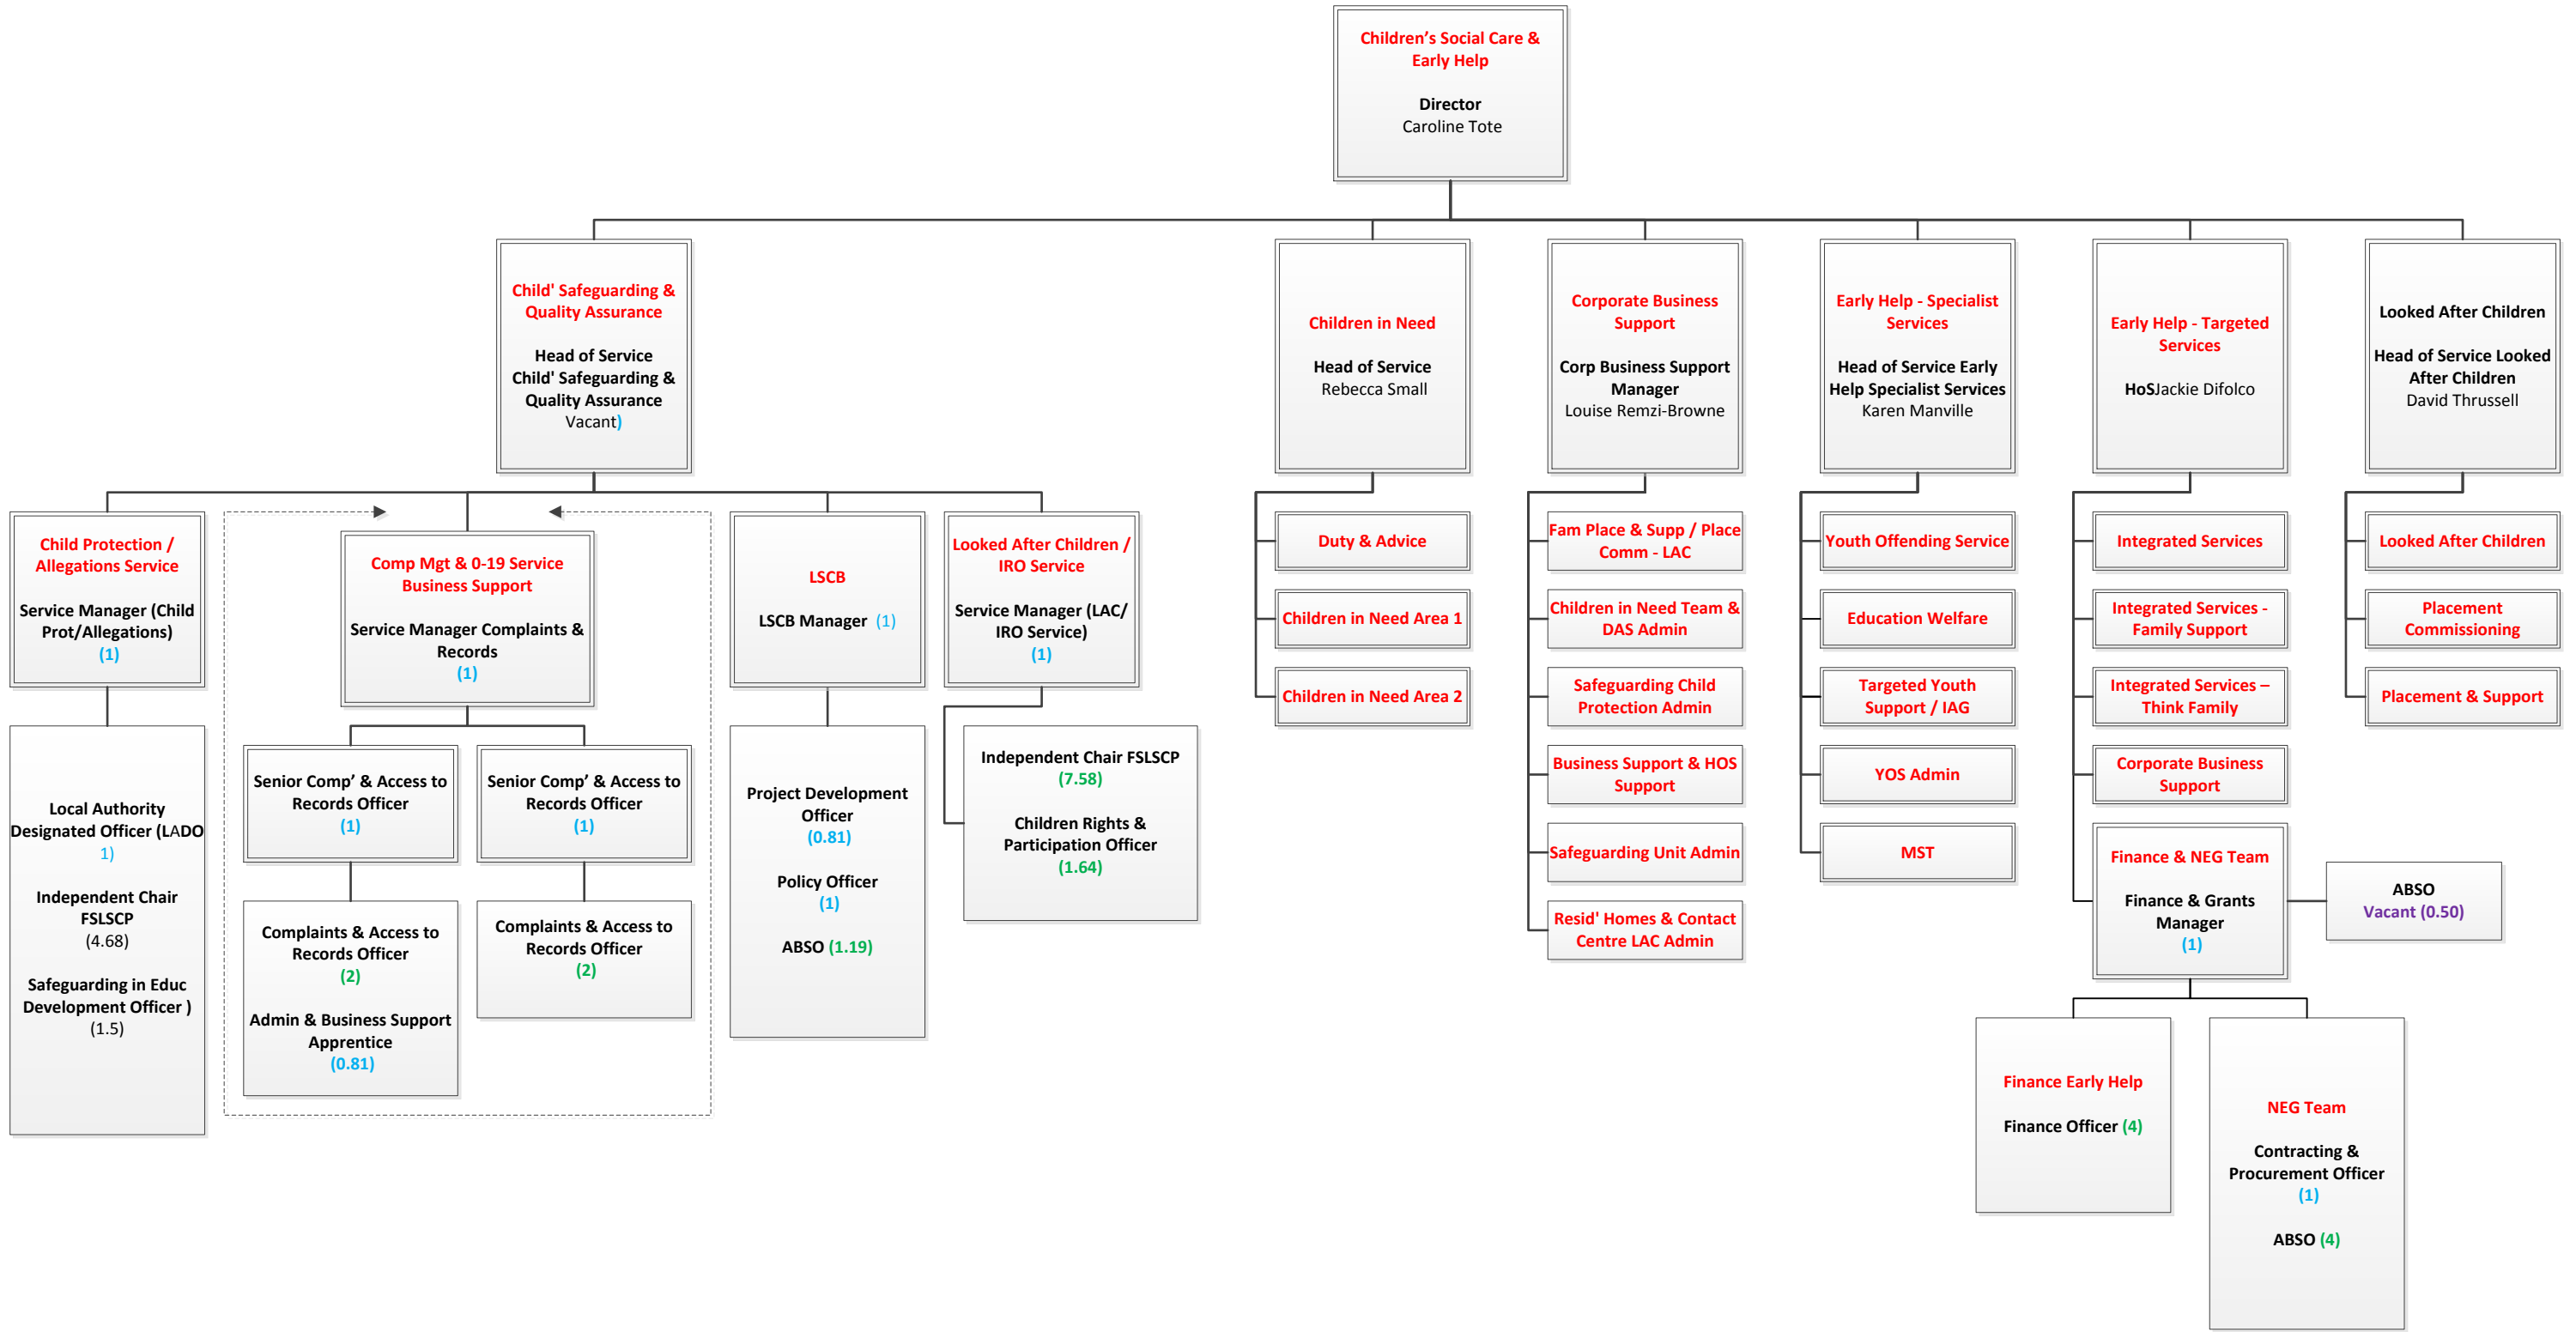 Children’s Social Care &
Early Help
Director
Caroline Tote
Child' Safeguarding &
Quality Assurance
Head of Service
Child' Safeguarding &
Quality Assurance
Vacant)
Children in Need
Head of Service
Rebecca Small
Corporate Business
Support
Corp Business Support
Manager
Louise Remzi-Browne
Early Help - Specialist
Services
Head of Service Early
Help Specialist Services
Karen Manville
Early Help - Targeted
Services
HoSJackie Difolco
Looked After Children
Head of Service Looked
After Children
David Thrussell
Child Protection /
Allegations Service
Service Manager (Child
Prot/Allegations)
(1)
Comp Mgt & 0-19 Service
Business Support
Service Manager Complaints &
Records
(1)
LSCB
LSCB Manager (1)
Looked After Children /
IRO Service
Service Manager (LAC/
IRO Service)
(1)
Local Authority
Designated Officer (LADO
1)
Independent Chair
FSLSCP
(4.68)
Safeguarding in Educ
Development Officer )
(1.5)
Senior Comp’ & Access to
Records Officer
(1)
Senior Comp’ & Access to
Records Officer
(1)
Complaints & Access to
Records Officer
(2)
Admin & Business Support
Apprentice
(0.81)
Complaints & Access to
Records Officer
(2)
Project Development
Officer
(0.81)
Policy Officer
(1)
ABSO (1.19)
Independent Chair FSLSCP
(7.58)
Children Rights &
Participation Officer
(1.64)
Duty & Advice
Children in Need Area 1
Children in Need Area 2
Fam Place & Supp / Place
Comm - LAC
Children in Need Team &
DAS Admin
Safeguarding Child
Protection Admin
Business Support & HOS
Support
Safeguarding Unit Admin
Resid' Homes & Contact
Centre LAC Admin
Youth Offending Service
Education Welfare
Targeted Youth
Support / IAG
YOS Admin
MST
Integrated Services
Integrated Services -
Family Support
Integrated Services –
Think Family
Corporate Business
Support
Finance & NEG Team
Finance & Grants
Manager
(1)
ABSO
Vacant (0.50)
Finance Early Help
Finance Officer (4)
NEG Team
Contracting &
Procurement Officer
(1)
ABSO (4)
Looked After Children
Placement
Commissioning
Placement & Support